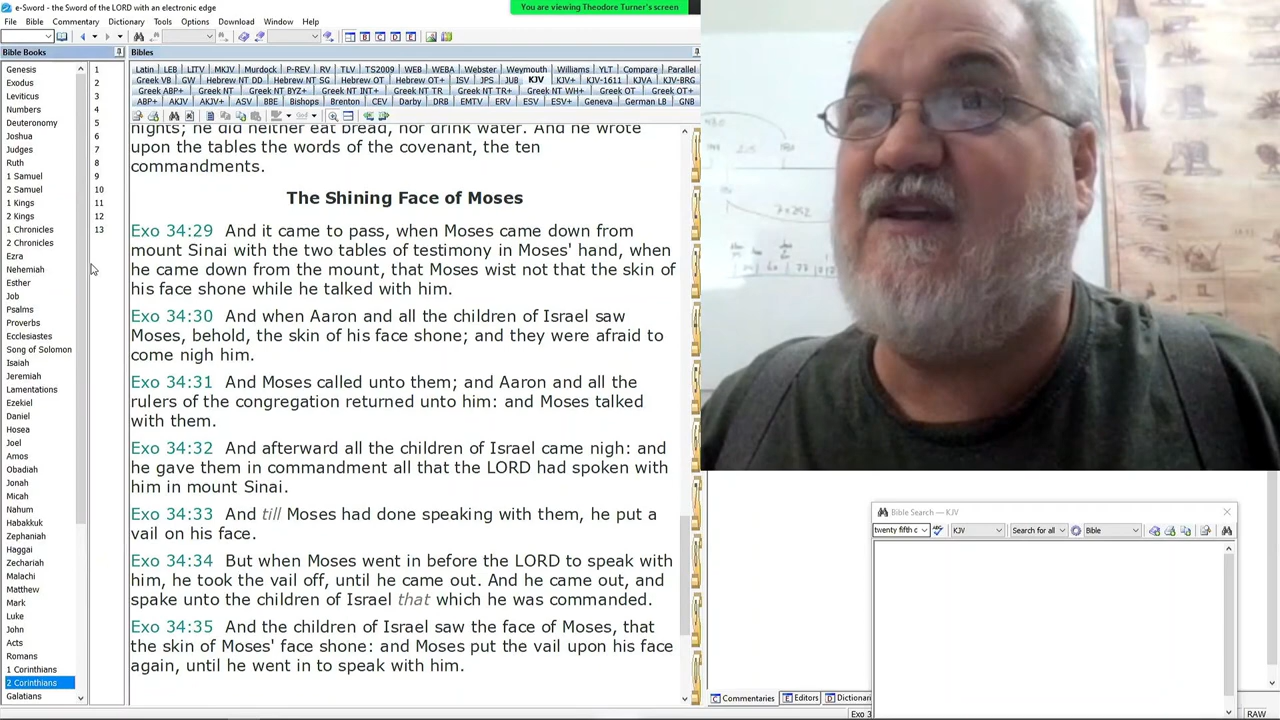 e-Sword - the Sword of the LORD with an electronic edge
You are viewing Theodore Turner's screen
File Bible Commentary Dictionary Tools Options Download Window Help
Bible Books
Bibles
Genesis 1
Exodus 2
Leviticus 3
Numbers 4
Deuteronomy 5
Joshua 6
Judges 7
Ruth 8
1 Samuel 9
2 Samuel 10
1 Kings 11
2 Kings 12
1 Chronicles 13
2 Chronicles
Ezra
Nehemiah
Esther
Job
Psalms
Proverbs
Ecclesiastes
Song of Solomon
Isaiah
Jeremiah
Lamentations
Ezekiel
Daniel
Hosea
Joel
Amos
Obadiah
Jonah
Micah
Nahum
Habakkuk
Zephaniah
Haggai
Zechariah
Malachi
Matthew
Mark
Luke
John
Acts
Romans
1 Corinthians
2 Corinthians
Galatians
Latin LEB LITV MKJV Murdock P-REV RV TLV TS2009 WEB WEBA Webster Weymouth Williams YLT Compare Parallel
Greek VB GW Hebrew NT DD Hebrew NT SG Hebrew OT Hebrew OT+ ISV JPS JUB KJV KJV+ KJV-1611 KJVA KJV-BRG
Greek ABP+ Greek NT Greek NT BYZ+ Greek NT INT+ Greek NT TR Greek NT WH+ Greek OT Greek OT+
ABP+ AKJV AKJV+ ASV BBE Bishops Brenton CEV Darby DRB EMTV ERV ESV ESV+ Geneva German LB GNB
nights; he did neither eat bread, nor drink water. And he wrote
upon the tables the words of the covenant, the ten
commandments.
The Shining Face of Moses
Exo 34:29 And it came to pass, when Moses came down from
mount Sinai with the two tables of testimony in Moses' hand, when
he came down from the mount, that Moses wist not that the skin of
his face shone while he talked with him.
Exo 34:30 And when Aaron and all the children of Israel saw
Moses, behold, the skin of his face shone; and they were afraid to
come nigh him.
Exo 34:31 And Moses called unto them; and Aaron and all the
rulers of the congregation returned unto him: and Moses talked
with them.
Exo 34:32 And afterward all the children of Israel came nigh: and
he gave them in commandment all that the LORD had spoken with
him in mount Sinai.
Exo 34:33 And till Moses had done speaking with them, he put a
vail on his face.
Exo 34:34 But when Moses went in before the LORD to speak with
him, he took the vail off, until he came out. And he came out, and
spake unto the children of Israel that which he was commanded.
Exo 34:35 And the children of Israel saw the face of Moses, that
the skin of Moses' face shone: and Moses put the vail upon his face
again, until he went in to speak with him.
Bible Search — KJV
twenty fifth c KJV Search for all Bible
Commentaries Editors Dictionari
Exo 3 RAW